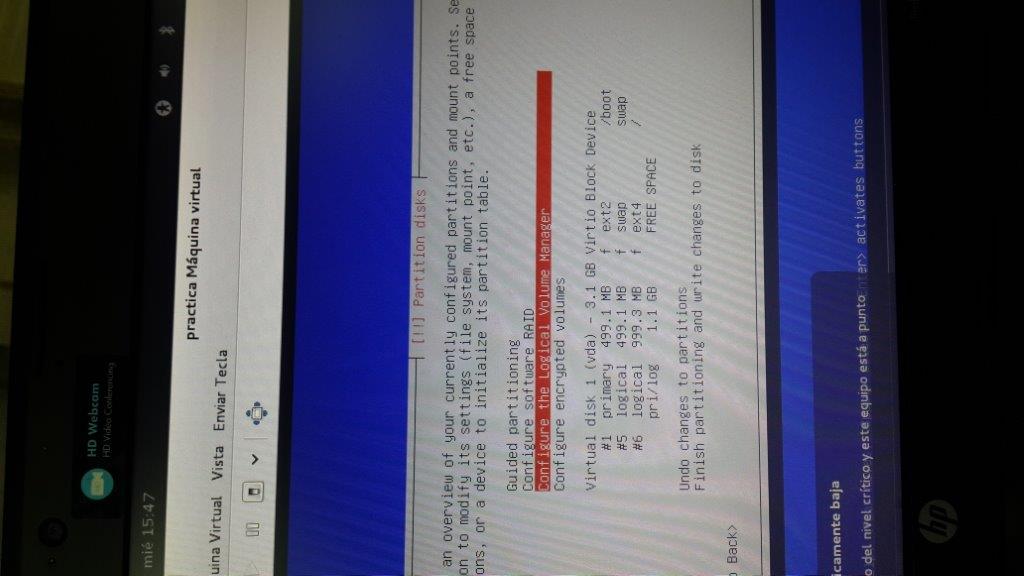 HD Webcam
HD Video Conferencing
mié 15:47
practica Máquina virtual
uina Virtual Vista Enviar Tecla
[!!] Partition disks
an overview of your currently configured partitions and mount points. Se
on to modify its settings (file system, mount point, etc.), a free space
ons, or a device to initialize its partition table.
Guided partitioning
Configure software RAID
Configure the Logical Volume Manager
Configure encrypted volumes
Virtual disk 1 (vda) - 3.1 GB Virtio Block Device
#1 primary 499.1 MB f ext2 /boot
#5 logical 499.1 MB f swap swap
#6 logical 999.3 MB f ext4 /
pri/log 1.1 GB FREE SPACE
Undo changes to partitions
Finish partitioning and write changes to disk
Back>
icamente baja
o del nivel crítico y este equipo está a punto
nter> activates buttons
hp